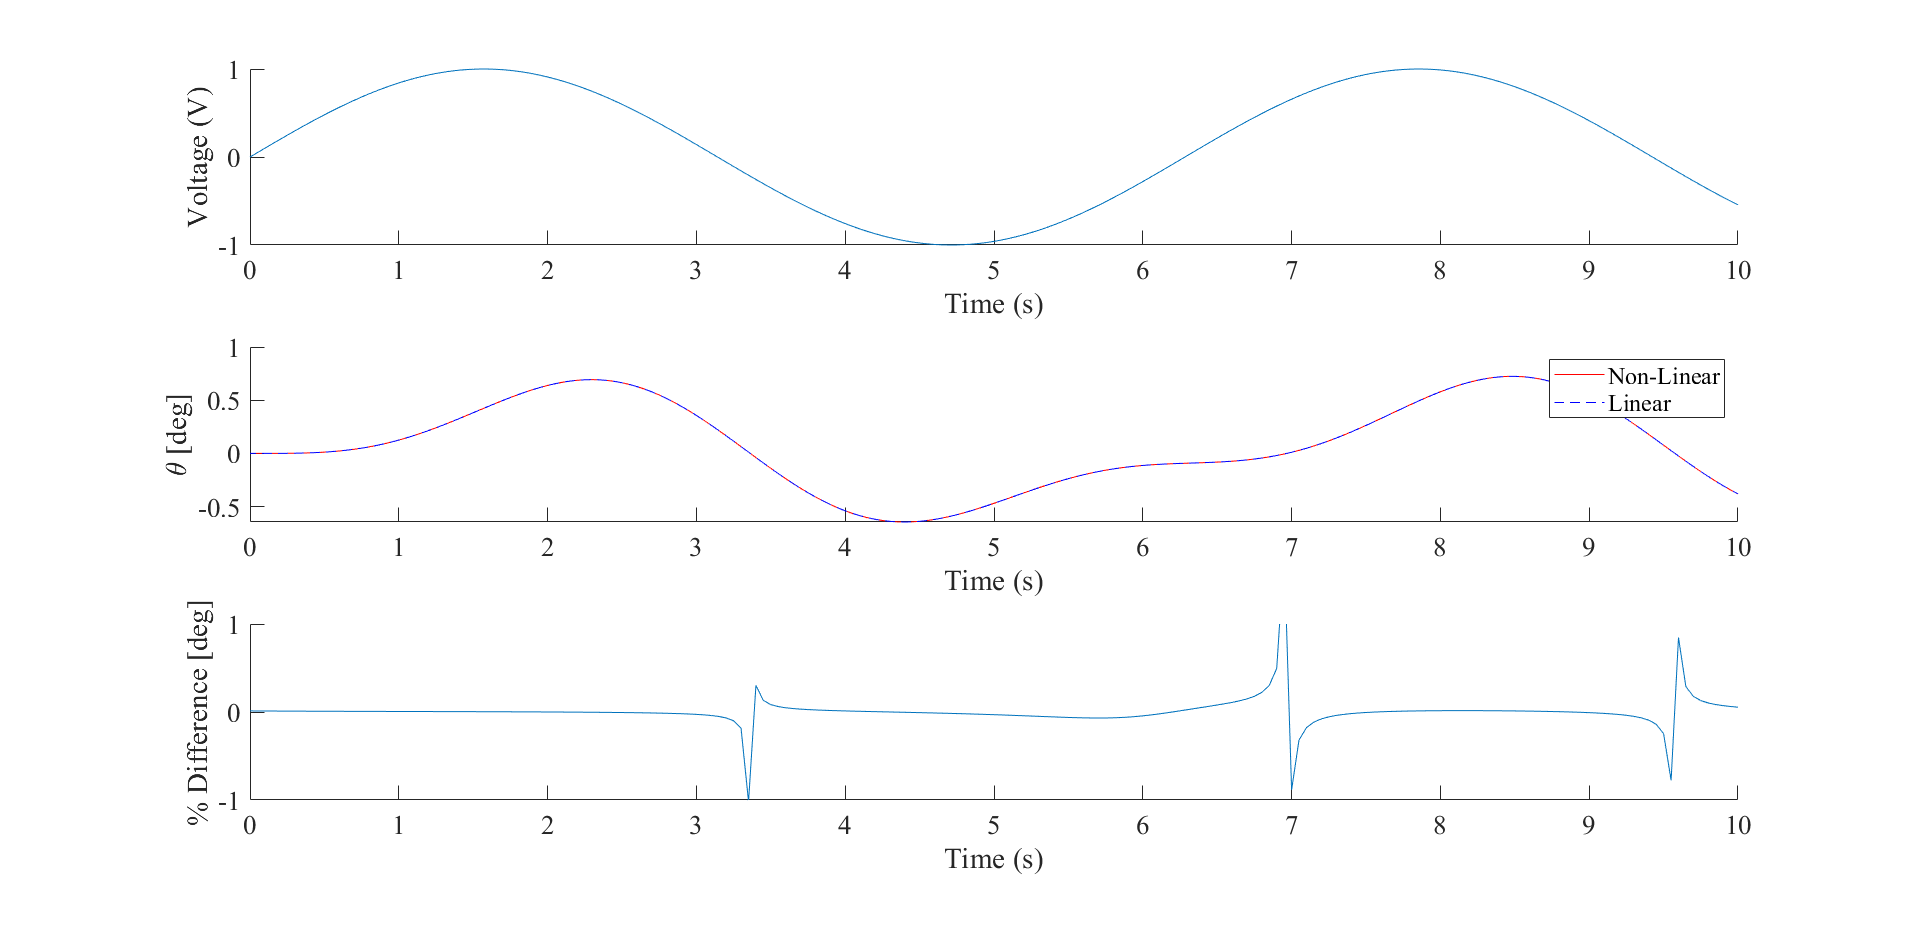 Voltage (V)
1
0
-1
0 1 2 3 4 5 6 7 8 9 10
Time (s)
θ [deg]
1
0.5
0
-0.5
Non-Linear
Linear
0 1 2 3 4 5 6 7 8 9 10
Time (s)
% Difference [deg]
1
0
-1
0 1 2 3 4 5 6 7 8 9 10
Time (s)